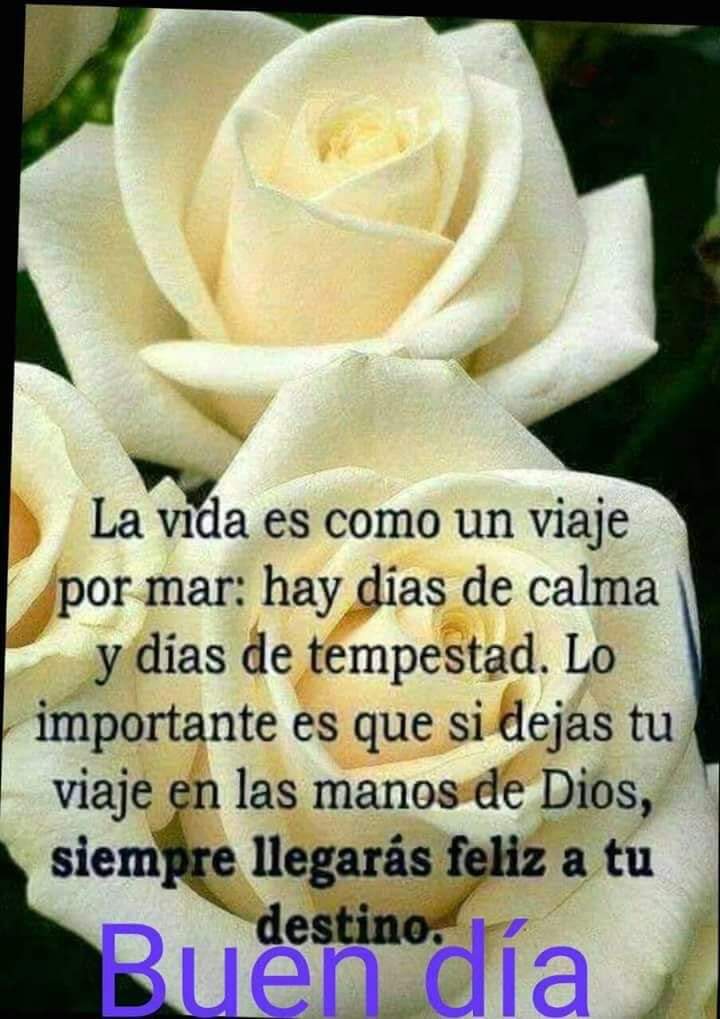 La vida es como un viaje
por mar: hay días de calma
y días de tempestad. Lo
importante es que si dejas tu
viaje en las manos de Dios,
siempre llegarás feliz a tu
destino.
Buen día